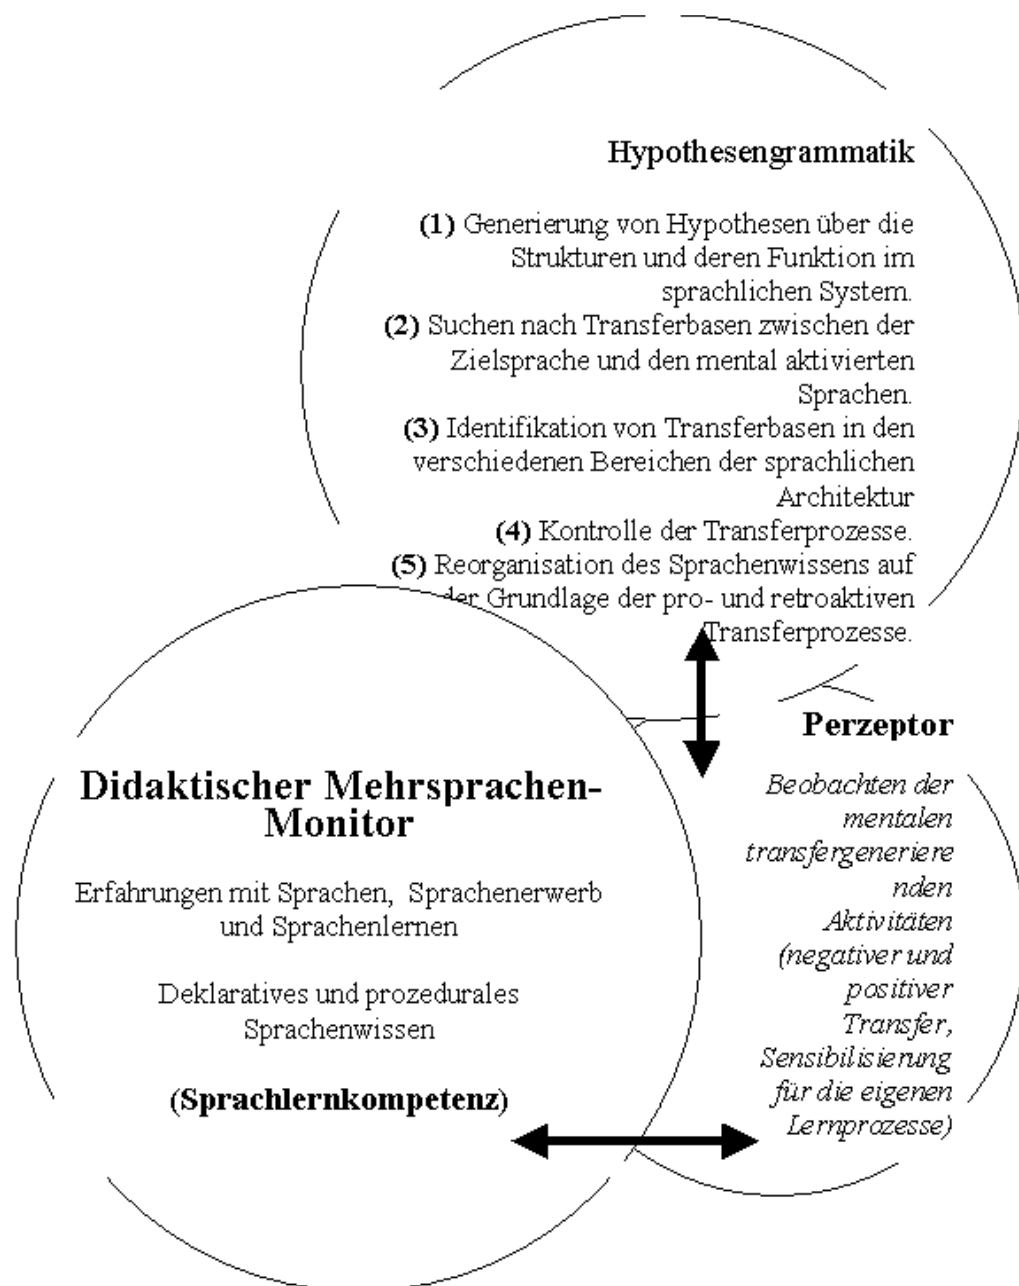 Hypothesengrammatik
(1) Generierung von Hypothesen über die
Strukturen und deren Funktion im
sprachlichen System.
(2) Suchen nach Transferbasen zwischen der
Zielsprache und den mental aktivierten
Sprachen.
(3) Identifikation von Transferbasen in den
verschiedenen Bereichen der sprachlichen
Architektur
(4) Kontrolle der Transferprozesse.
(5) Reorganisation des Sprachenwissens auf
der Grundlage der pro- und retroaktiven
Transferprozesse.
Didaktischer Mehrsprachen-
Monitor
Erfahrungen mit Sprachen, Sprachenerwerb
und Sprachenlernen
Deklaratives und prozedurales
Sprachenwissen
(Sprachlernkompetenz)
Perzeptor
Beobachten der
mentalen
transfergeneriere
nden
Aktivitäten
(negativer und
positiver
Transfer,
Sensibilisierung
für die eigenen
Lernprozesse)